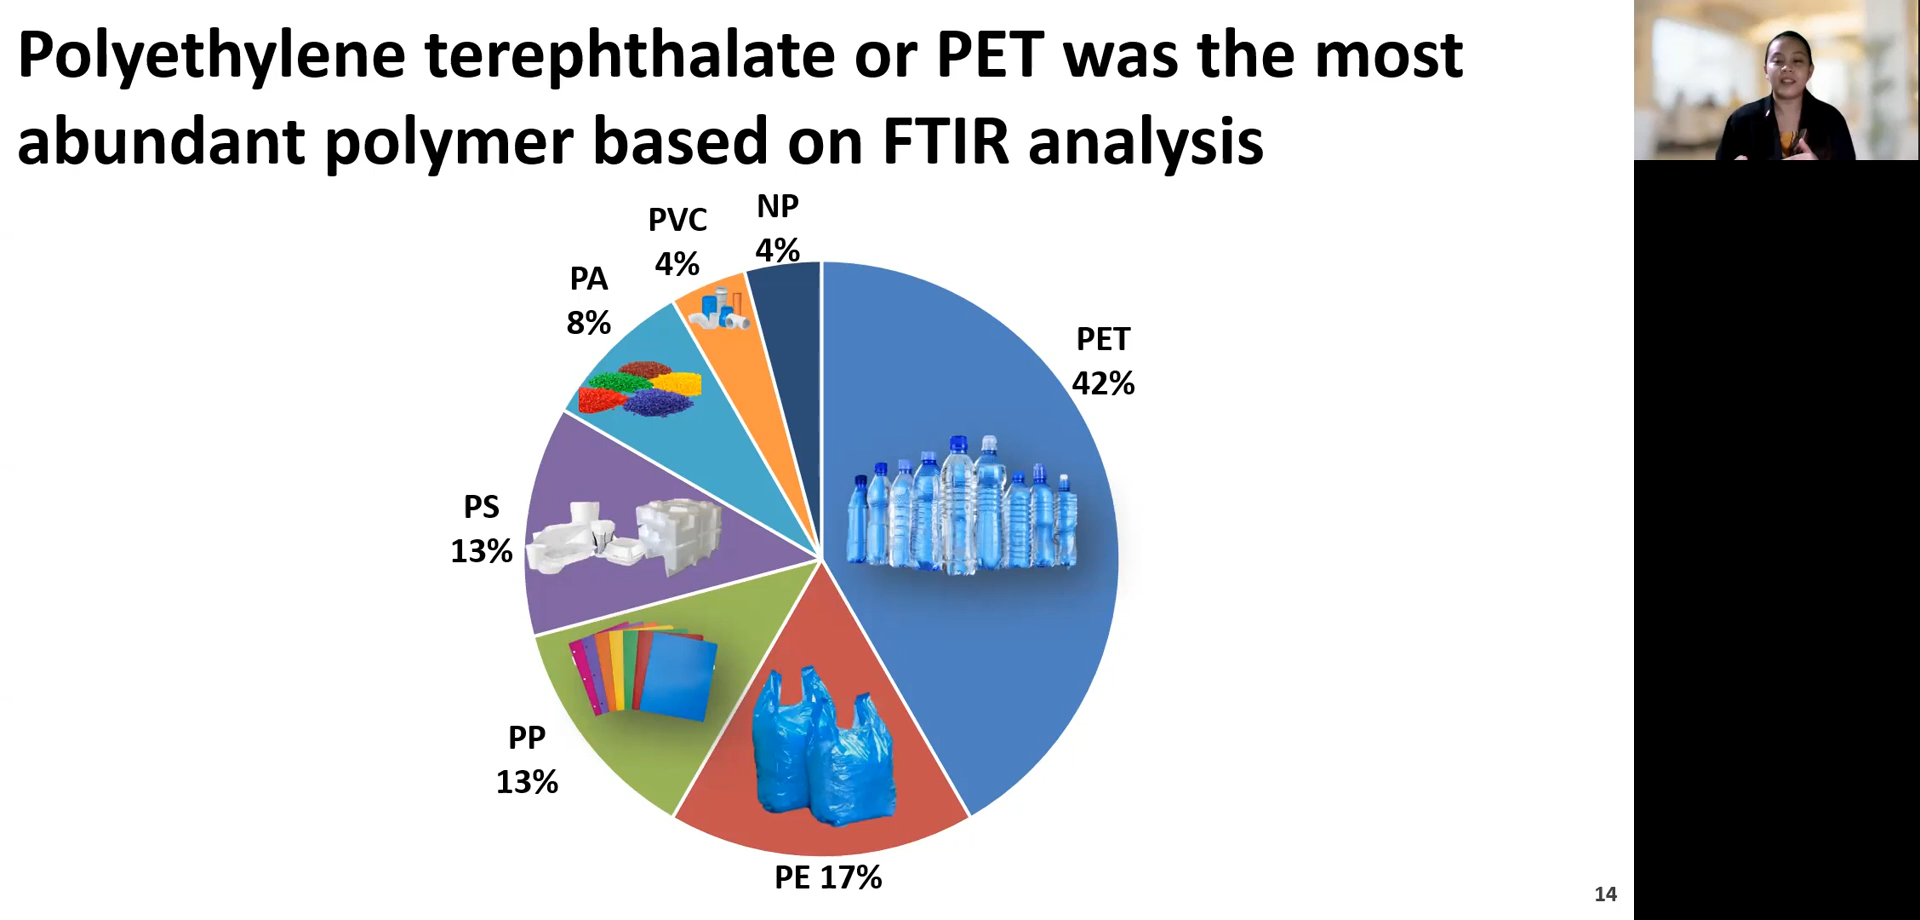 Polyethylene terephthalate or PET was the most
abundant polymer based on FTIR analysis
NP
4%
PVC
4%
PA
8%
PET
42%
PS
13%
PP
13%
PE 17%
14